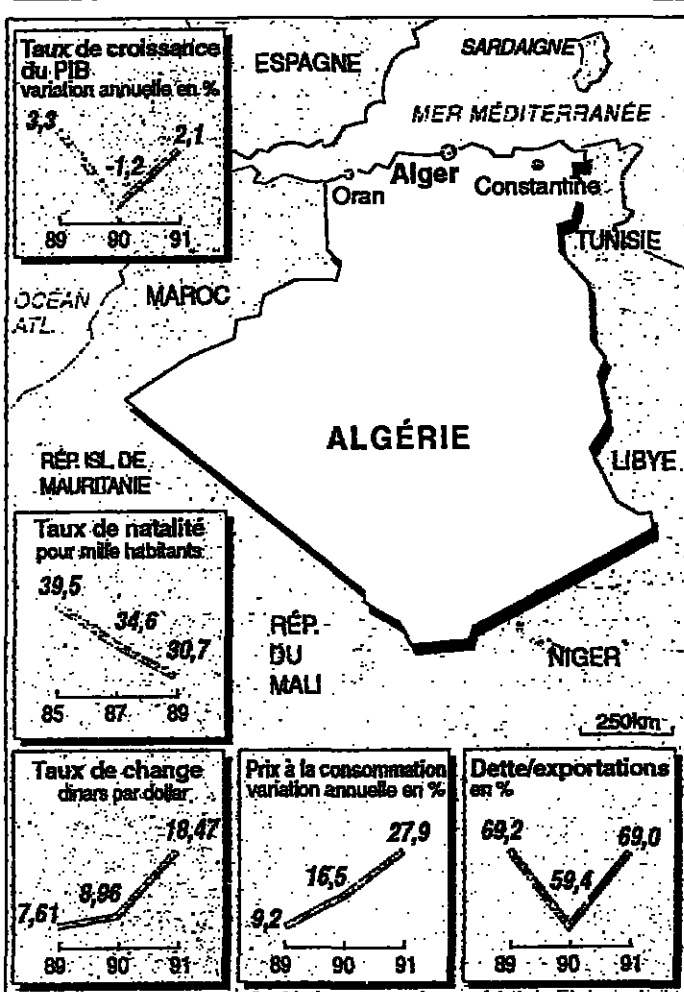 Taux de croissance
du PIB
variation annuelle en %
3,3
-1,2
2,1
89 90 91
ESPAGNE
SARDAIGNE
MER MÉDITERRANÉE
Oran
Alger
Constantine
TUNISIE
OCÉAN
ATL.
MAROC
ALGÉRIE
LIBYE
RÉP. ISL. DE
MAURITANIE
Taux de natalité
pour mille habitants
39,5
34,6
30,7
85 87 89
RÉP.
DU
MALI
NIGER
250km
Taux de change
dinars par dollar
7,61
8,96
18,47
89 90 91
Prix à la consommation
variation annuelle en %
9,2
16,5
27,9
89 90 91
Dette/exportations
en %
69,2
59,4
69,0
89 90 91